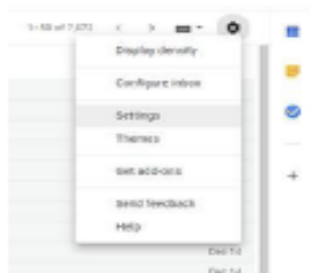 1-50 of 7,072
Display density
Configure inbox
Settings
Themes
Get add-ons
Send feedback
Help
Dec 14
Dec 14